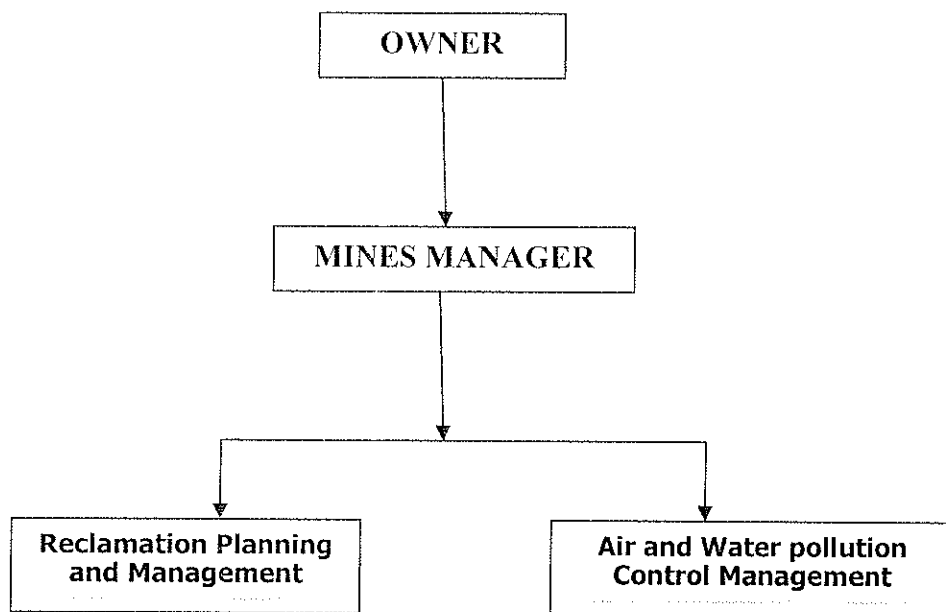 OWNER
MINES MANAGER
Reclamation Planning
and Management
Air and Water pollution
Control Management